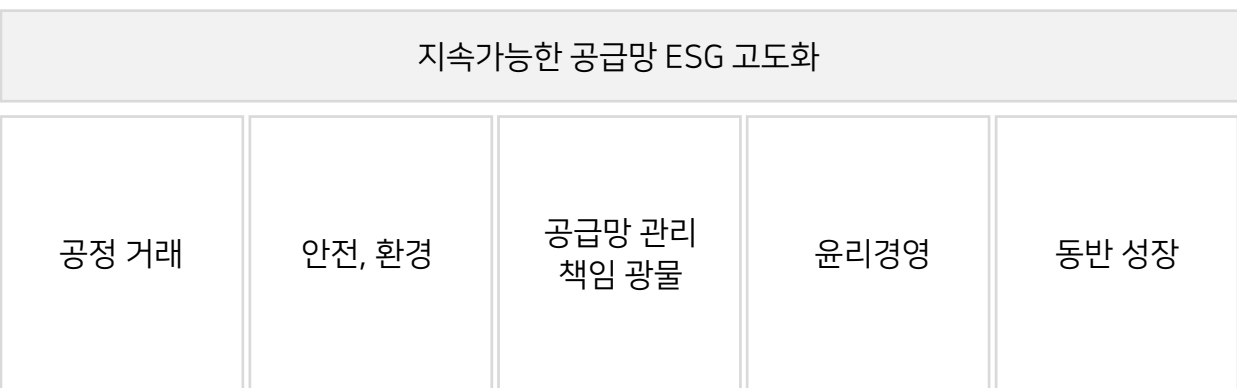 지속가능한 공급망 ESG 고도화
공정 거래
안전, 환경
공급망 관리
책임 광물
윤리경영
동반 성장